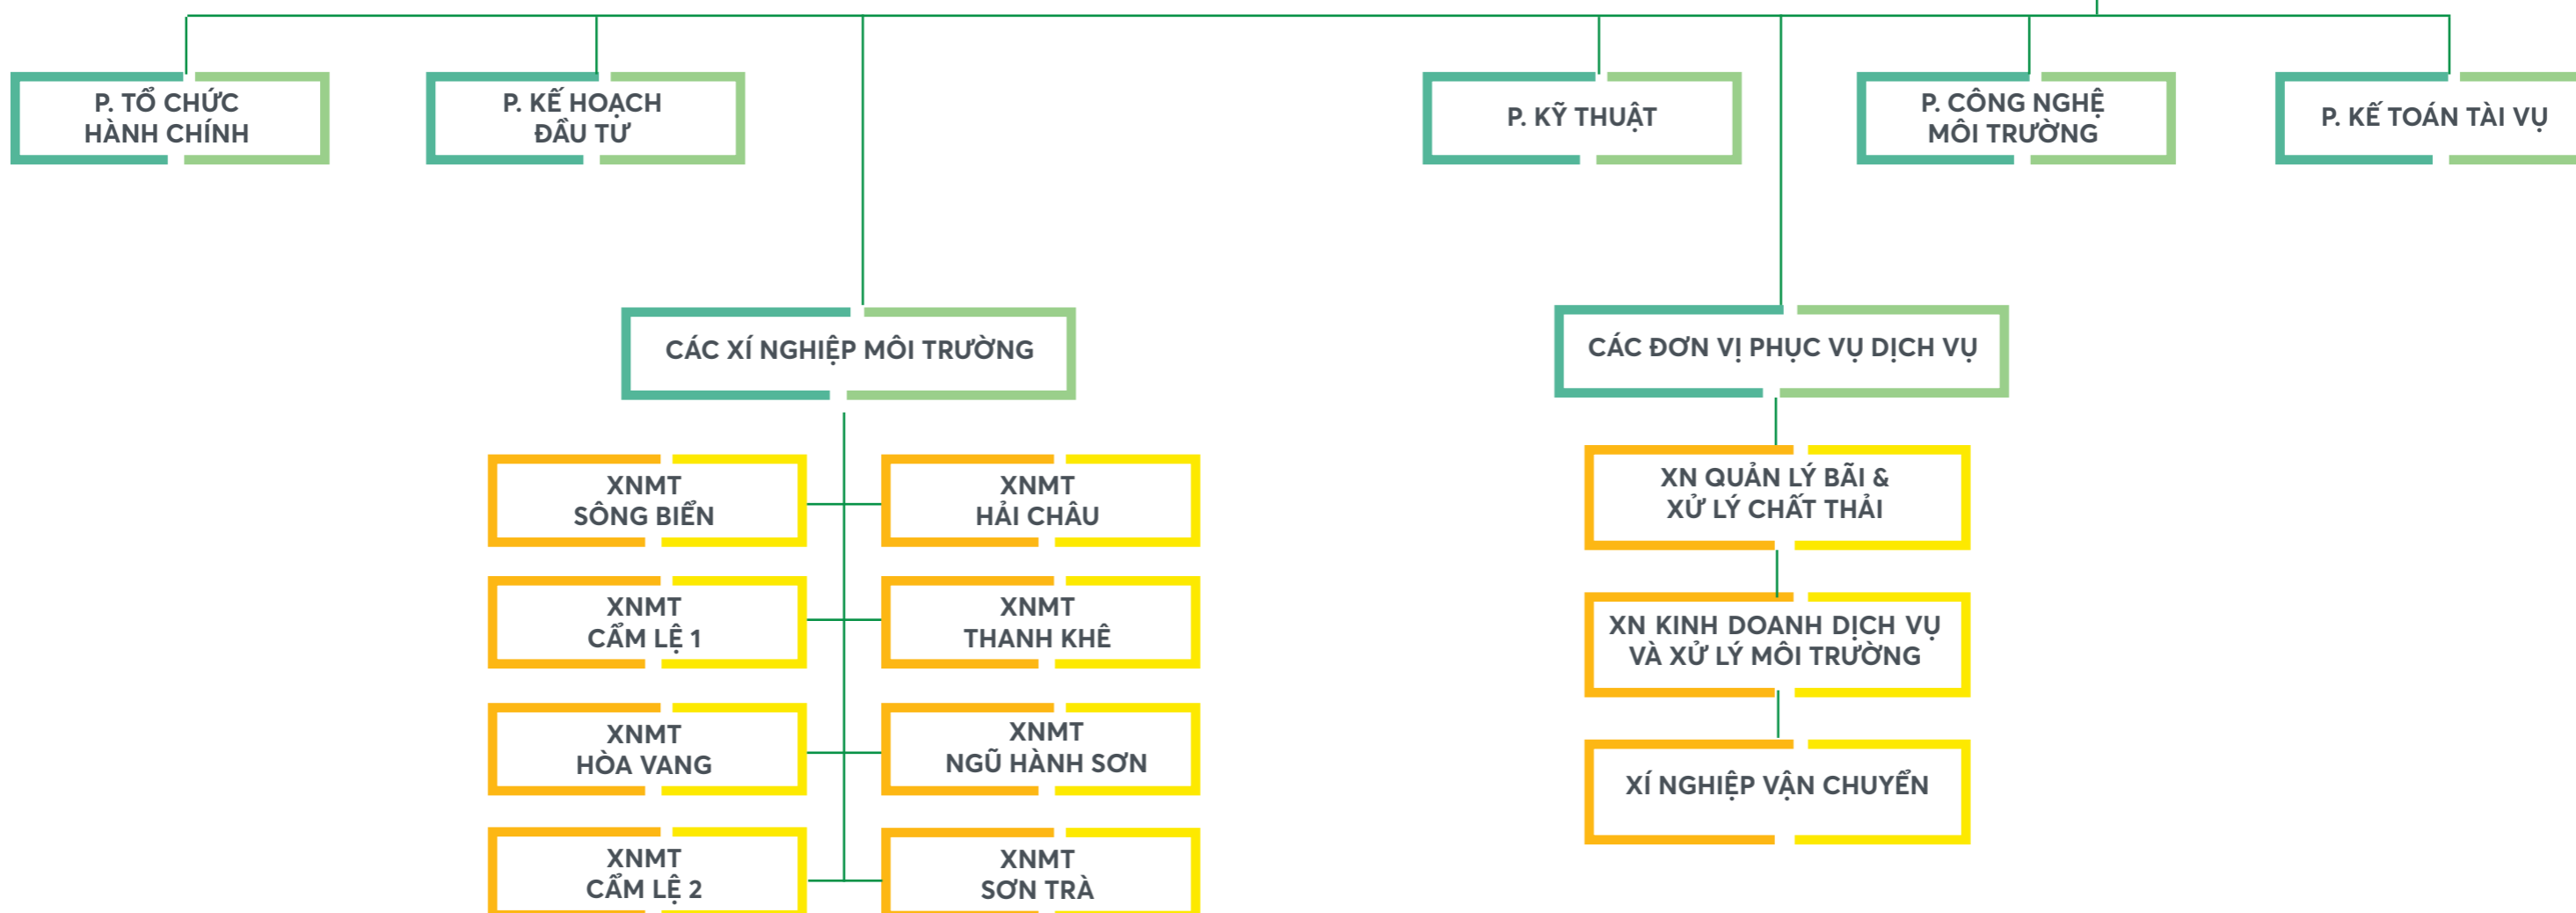 P. TỔ CHỨC
HÀNH CHÍNH
P. KẾ HOẠCH
ĐẦU TƯ
P. KỸ THUẬT
P. CÔNG NGHỆ
MÔI TRƯỜNG
P. KẾ TOÁN TÀI VỤ
CÁC XÍ NGHIỆP MÔI TRƯỜNG
CÁC ĐƠN VỊ PHỤC VỤ DỊCH VỤ
XNMT
SÔNG BIỂN
XNMT
HẢI CHÂU
XNMT
CẨM LỆ 1
XNMT
THANH KHÊ
XNMT
HÒA VANG
XNMT
NGŨ HÀNH SƠN
XNMT
CẨM LỆ 2
XNMT
SƠN TRÀ
XN QUẢN LÝ BÃI &
XỬ LÝ CHẤT THẢI
XN KINH DOANH DỊCH VỤ
VÀ XỬ LÝ MÔI TRƯỜNG
XÍ NGHIỆP VẬN CHUYỂN